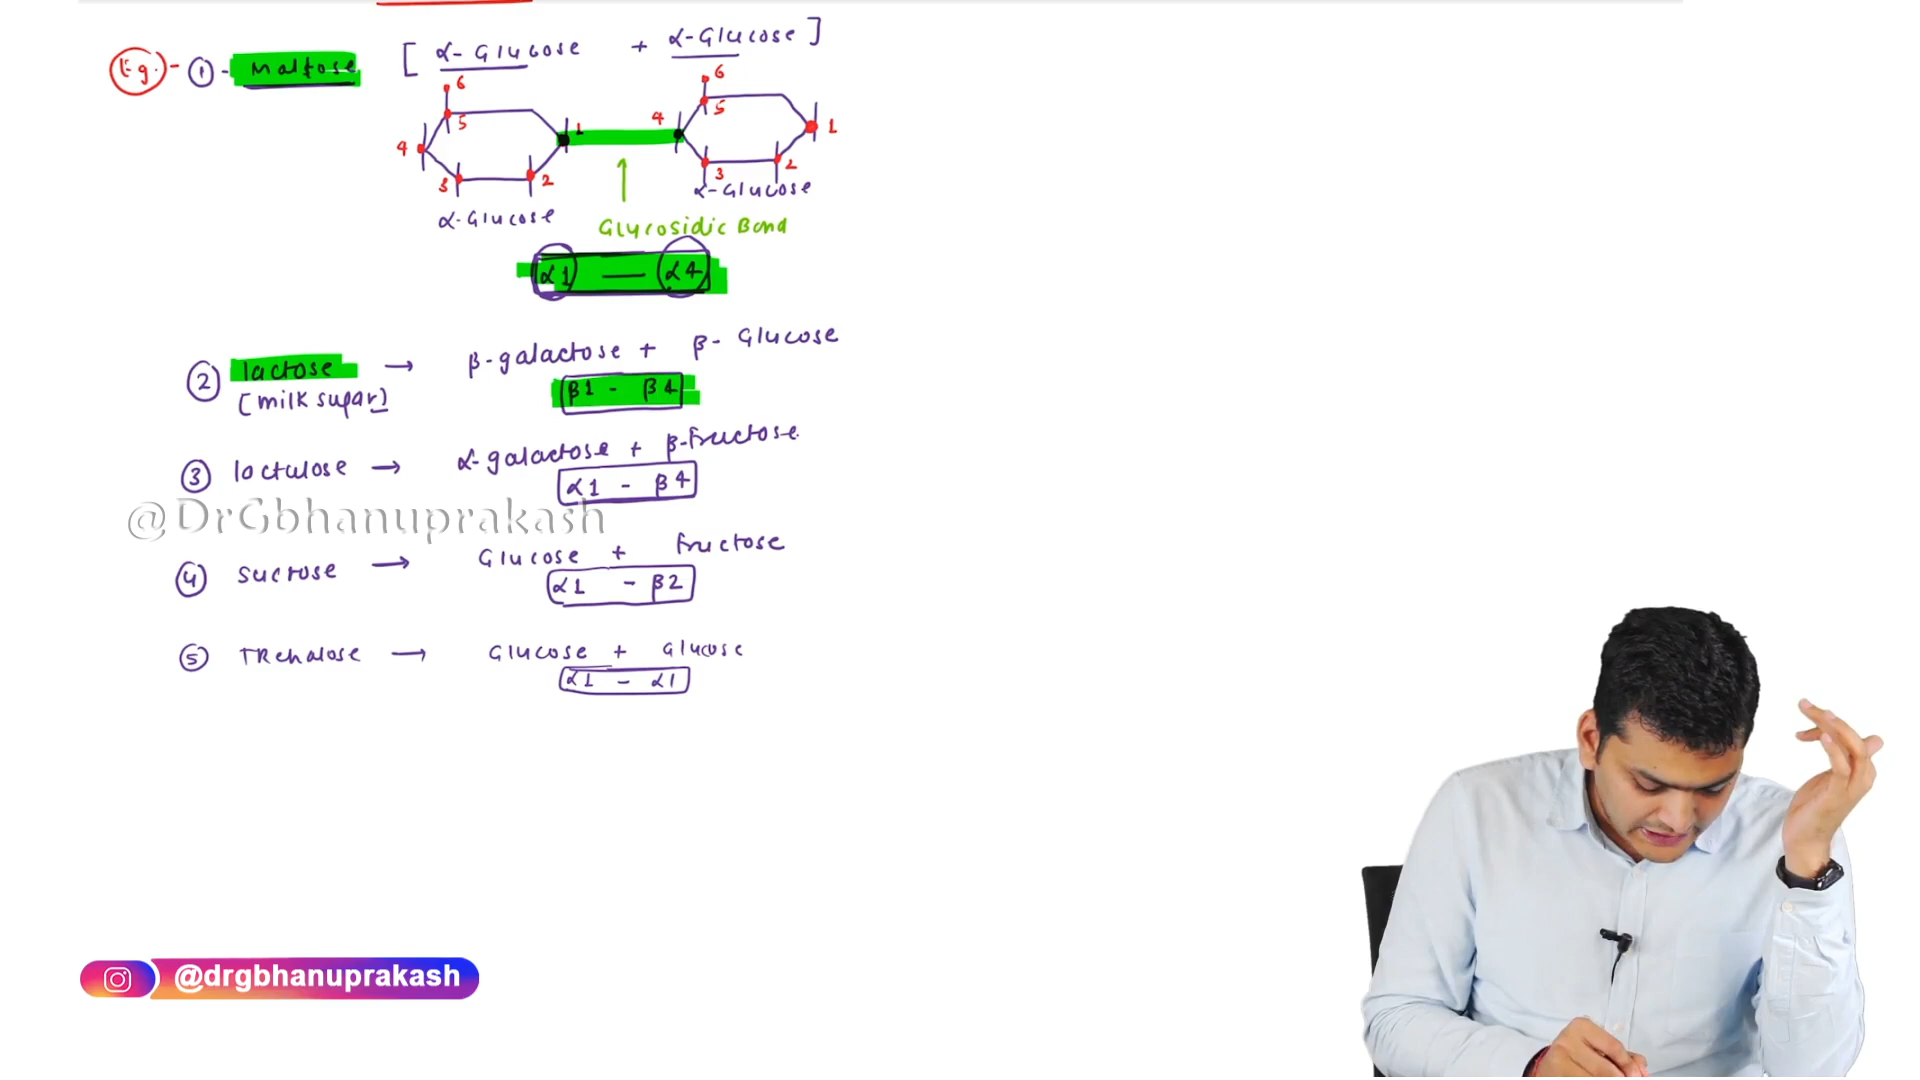 [ α- Glucose + α-Glucose ]
Eg.- ① - Maltose
6 6
5 5
4 1 4 1
3 2 3 2
α-Glucose α-Glucose
Glycosidic Bond
α1 — α4
② lactose → β-galactose + β- Glucose
[milk sugar] β1 - β4
③ lactulose → α-galactose + β-fructose
α1 - β4
@DrGbhanuprakash
④ sucrose → Glucose + fructose
α1 - β2
⑤ TRehalose → Glucose + Glucose
α1 - α1
@drgbhanuprakash